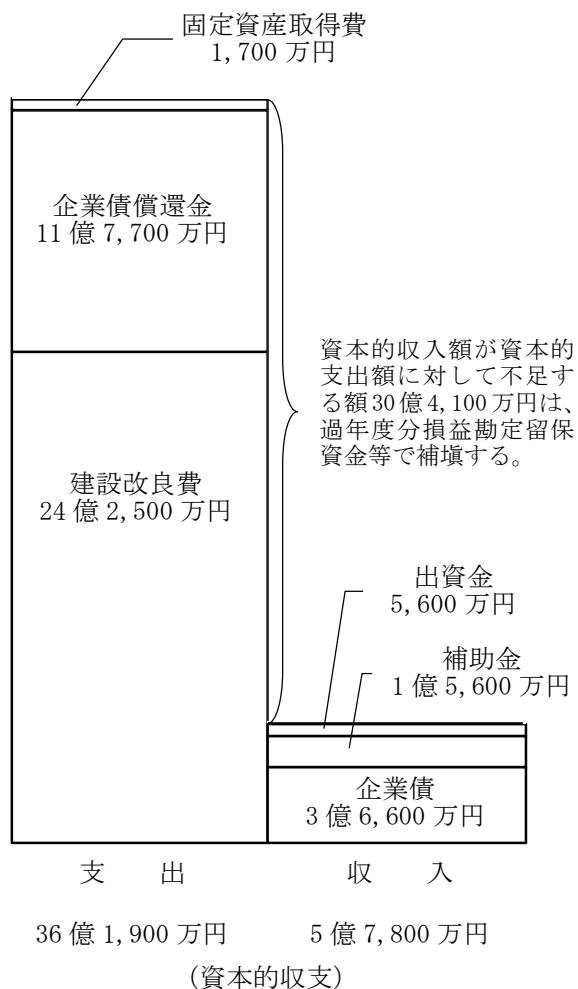 固定資産取得費
1,700 万円
企業債償還金
11 億 7,700 万円
資本的収入額が資本的
支出額に対して不足す
る額30億4,100万円は、
過年度分損益勘定留保
資金等で補塡する。
建設改良費
24 億 2,500 万円
出資金
5,600 万円
補助金
1 億 5,600 万円
企業債
3 億 6,600 万円
支 出
収 入
36 億 1,900 万円
5 億 7,800 万円
(資本的収支)